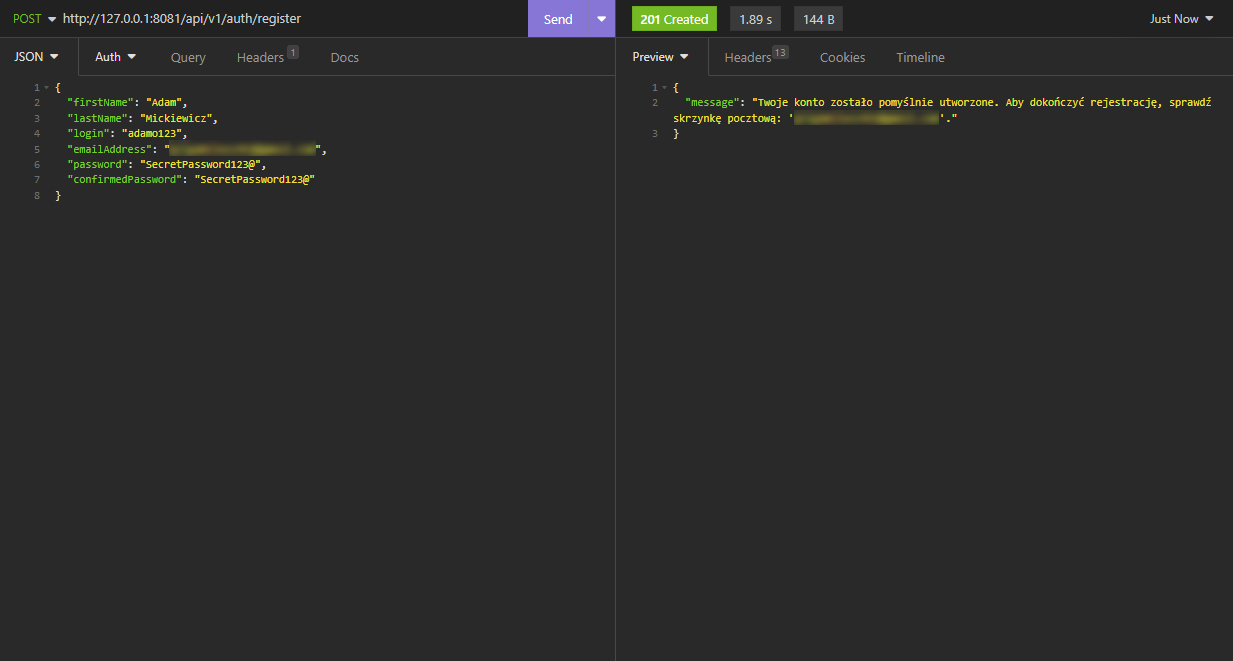 POST http://127.0.0.1:8081/api/v1/auth/register Send
201 Created 1.89 s 144 B Just Now
JSON Auth Query Headers 1 Docs
Preview Headers 13 Cookies Timeline
1 {
2 "firstName": "Adam",
3 "lastName": "Mickiewicz",
4 "login": "adamo123",
5 "emailAddress": " ",
6 "password": "SecretPassword123@",
7 "confirmedPassword": "SecretPassword123@"
8 }
1 {
2 "message": "Twoje konto zostało pomyślnie utworzone. Aby dokończyć rejestrację, sprawdź
skrzynkę pocztową: ' '."
3 }